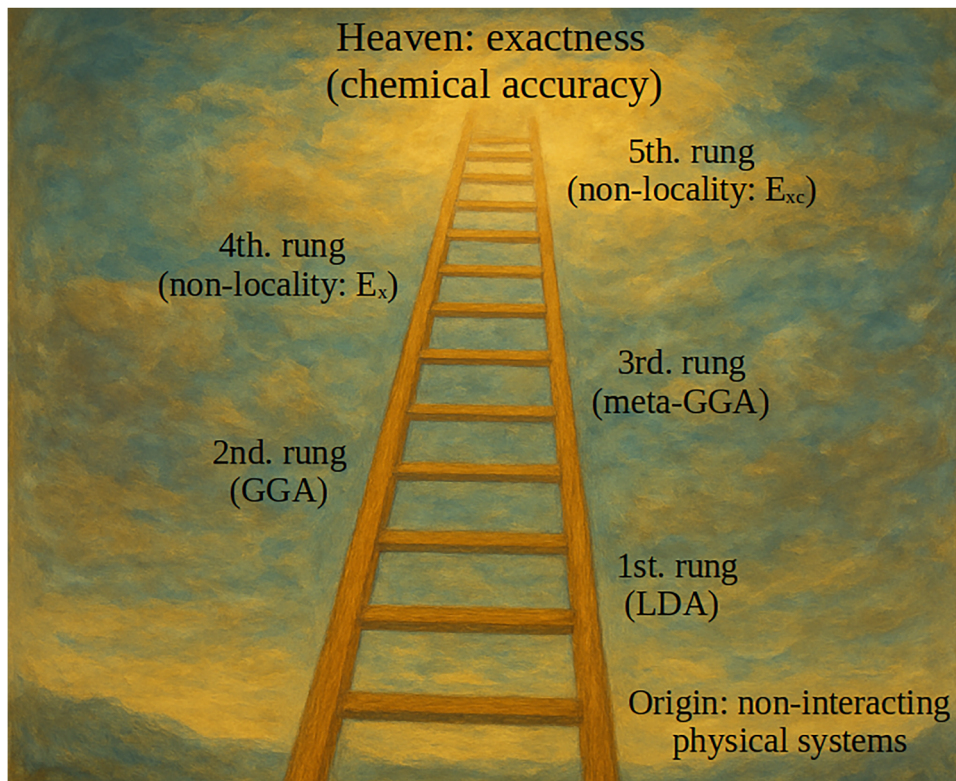 Heaven: exactness
(chemical accuracy)
5th. rung
(non-locality: Exc)
4th. rung
(non-locality: Ex)
3rd. rung
(meta-GGA)
2nd. rung
(GGA)
1st. rung
(LDA)
Origin: non-interacting
physical systems